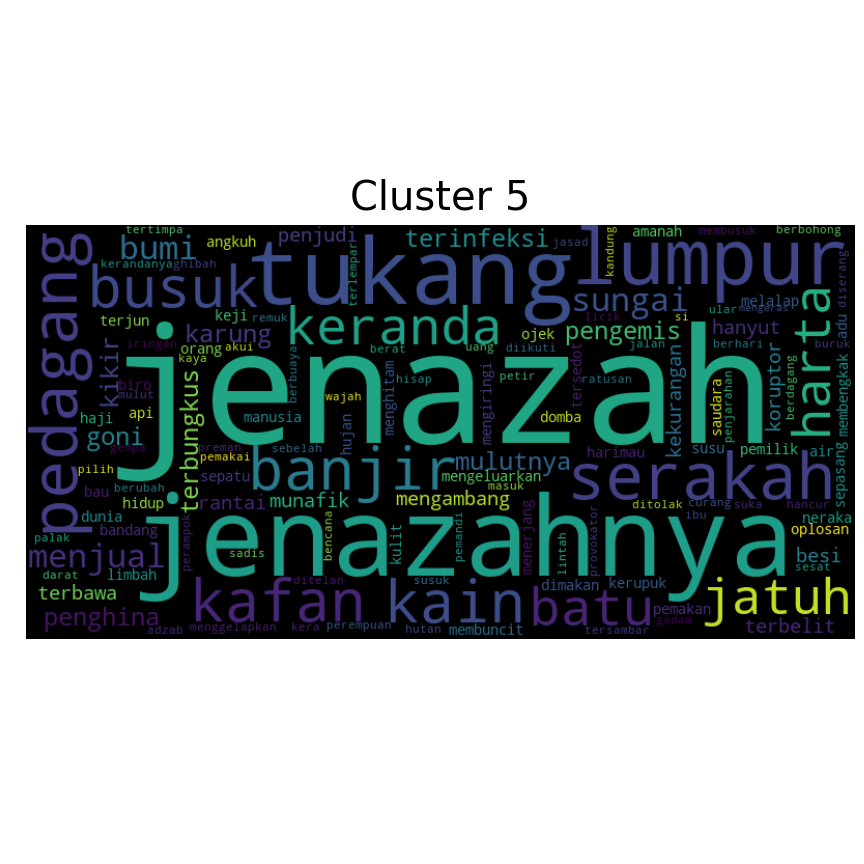 Cluster 5
tertimpa
angkuh
penjudi
terinfeksi
kandung
amanah
membusuk
berbohong
pedagang
bumi
tukang
lumpur
kerandanya
ghibah
terlempar
jasad
busuk
sungai
ular
melalap
mengeras
diserang
terjun
keji
karung
remuk
keranda
licik
si
harta
adu
ojek
pengemis
hanyut
kikir
iringan
orang
akui
berbuaya
berat
uang
diikuti
jalan
berhari
buruk
kaya
jenazah
menghitam
mengiringi
petir
ratusan
tersedot
kekurangan
saudara
penjarahan
koruptor
berdagang
membengkak
biro
mulut
terbungkus
hisap
wajah
haji
api
manusia
hujan
domba
goni
gempa
preman
sebelah
pemakai
banjir
mulutnya
harimau
susu
pemilik
air
pilih
sepatu
mengeluarkan
serakah
sepasang
bau
berubah
masuk
hidup
rantai
munafik
mengambang
ditolak
curang
suka
hancur
dunia
ibu
neraka
bandang
perampok
jenazahnya
kulit
pemandi
menerjang
oplosan
palak
sadis
bencana
lintah
provokator
menjual
besi
sesat
darat
limbah
ditelan
susuk
dimakan
kerupuk
terbawa
kafan
kain
batu
pemakan
jatuh
penghina
godam
adzab
menggelapkan
kera
perempuan
hutan
membuncit
tersambar
terbelit